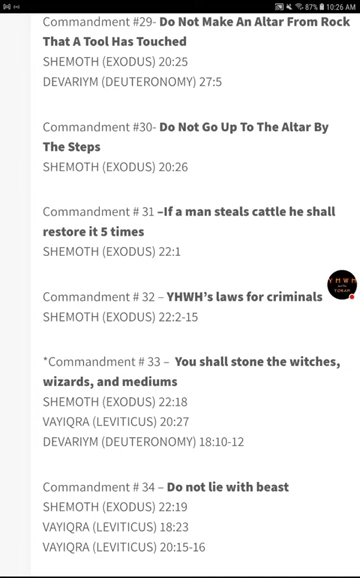 87% 10:26 AM
Commandment #29- Do Not Make An Altar From Rock
That A Tool Has Touched
SHEMOTH (EXODUS) 20:25
DEVARIYM (DEUTERONOMY) 27:5
Commandment #30- Do Not Go Up To The Altar By
The Steps
SHEMOTH (EXODUS) 20:26
Commandment # 31 –If a man steals cattle he shall
restore it 5 times
SHEMOTH (EXODUS) 22:1
Commandment # 32 – YHWH's laws for criminals
SHEMOTH (EXODUS) 22:2-15
*Commandment # 33 – You shall stone the witches,
wizards, and mediums
SHEMOTH (EXODUS) 22:18
VAYIQRA (LEVITICUS) 20:27
DEVARIYM (DEUTERONOMY) 18:10-12
Commandment # 34 – Do not lie with beast
SHEMOTH (EXODUS) 22:19
VAYIQRA (LEVITICUS) 18:23
VAYIQRA (LEVITICUS) 20:15-16